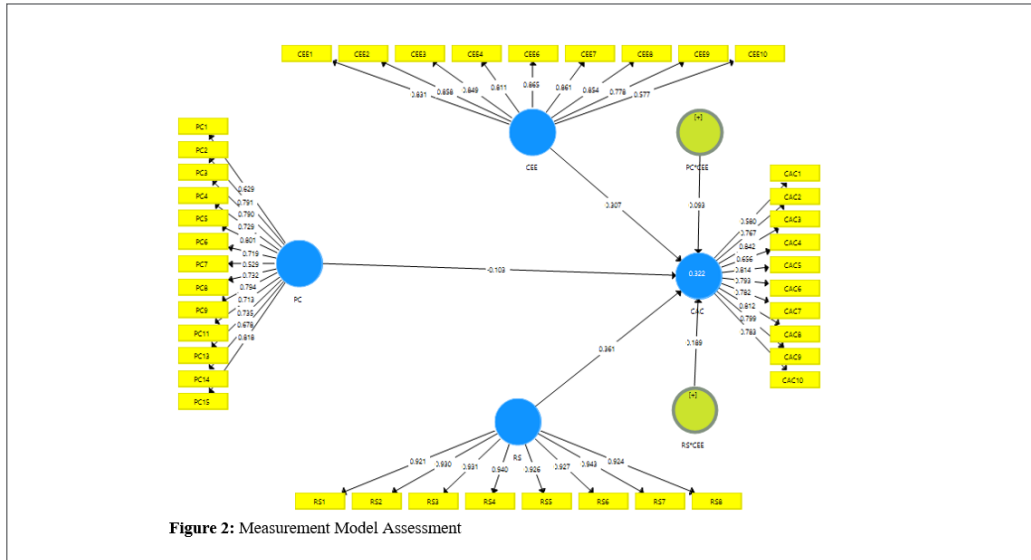 CEE1 CEE2 CEE3 CEE4 CEE6 CEE7 CEE8 CEE9 CEE10
0.831 0.858 0.849 0.811 0.865 0.861 0.854 0.778 0.577
CEE
[+]
PC*CEE
PC1
PC2
PC3
PC4
PC5
PC6
PC7
PC8
PC9
PC11
PC13
PC14
PC15
0.629
0.791
0.790
0.729
0.801
0.719
0.529
0.732
0.794
0.713
0.735
0.678
0.818
PC
0.307
0.093
-0.103
0.361
0.189
0.322
CAC
0.580
0.767
0.842
0.656
0.814
0.793
0.782
0.812
0.799
0.783
CAC1
CAC2
CAC3
CAC4
CAC5
CAC6
CAC7
CAC8
CAC9
CAC10
[+]
RS*CEE
RS
0.921 0.930 0.931 0.940 0.926 0.927 0.943 0.924
RS1 RS2 RS3 RS4 RS5 RS6 RS7 RS8
Figure 2: Measurement Model Assessment